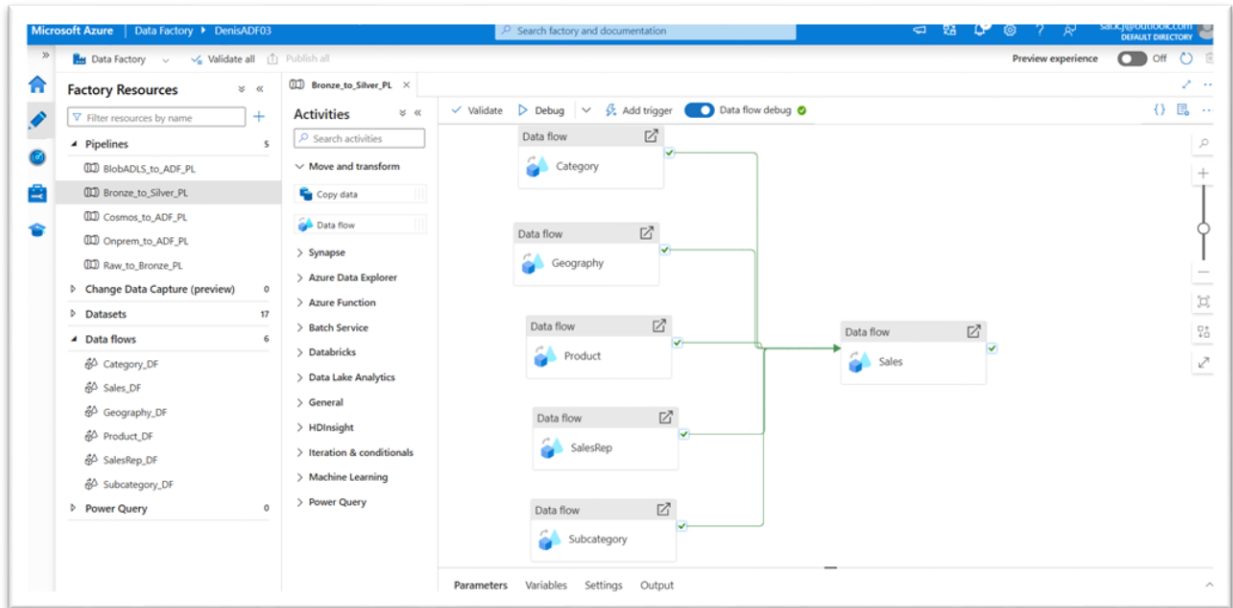 Microsoft Azure | Data Factory ▸ DenisADF03
Search factory and documentation
DEFAULT DIRECTORY
Data Factory
Validate all
Publish all
Preview experience
Off
Factory Resources
Filter resources by name
Pipelines 5
BlobADLS_to_ADF_PL
Bronze_to_Silver_PL
Cosmos_to_ADF_PL
Onprem_to_ADF_PL
Raw_to_Bronze_PL
Change Data Capture (preview) 0
Datasets 17
Data flows 6
Category_DF
Sales_DF
Geography_DF
Product_DF
SalesRep_DF
Subcategory_DF
Power Query 0
Bronze_to_Silver_PL
Activities
Search activities
Move and transform
Copy data
Data flow
Synapse
Azure Data Explorer
Azure Function
Batch Service
Databricks
Data Lake Analytics
General
HDInsight
Iteration & conditionals
Machine Learning
Power Query
Validate
Debug
Add trigger
Data flow debug
Data flow
Category
Data flow
Geography
Data flow
Product
Data flow
SalesRep
Data flow
Subcategory
Data flow
Sales
Parameters Variables Settings Output